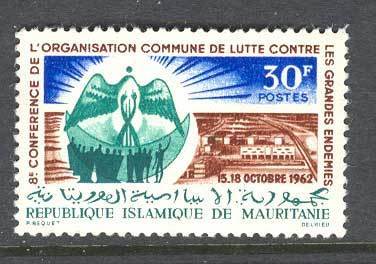 8e CONFERENCE DE L'ORGANISATION COMMUNE DE LUTTE CONTRE LES GRANDES ENDEMIES
30F
POSTES
15.18 OCTOBRE 1962
الجمهورية الإسلامية الموريتانية
REPUBLIQUE ISLAMIQUE DE MAURITANIE
P. BEQUET
DELRIEU